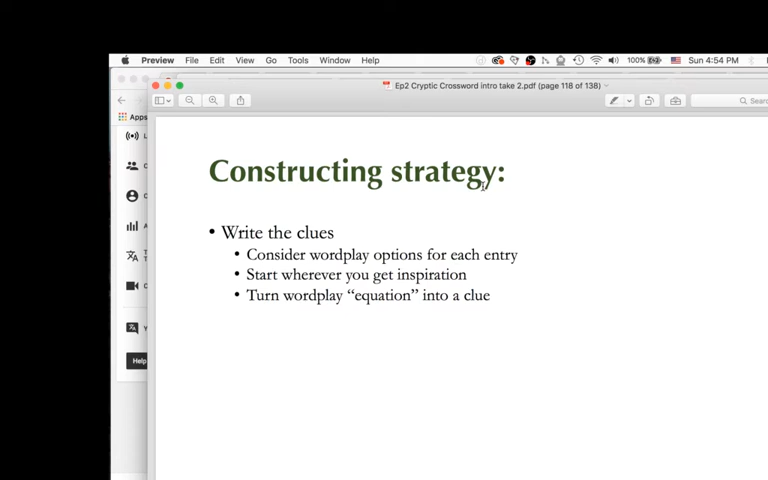 Preview File Edit View Go Tools Window Help 100% Sun 4:54 PM
Ep2 Cryptic Crossword intro take 2.pdf (page 118 of 138)
Apps
Constructing strategy:
• Write the clues
• Consider wordplay options for each entry
• Start wherever you get inspiration
• Turn wordplay “equation” into a clue
Help